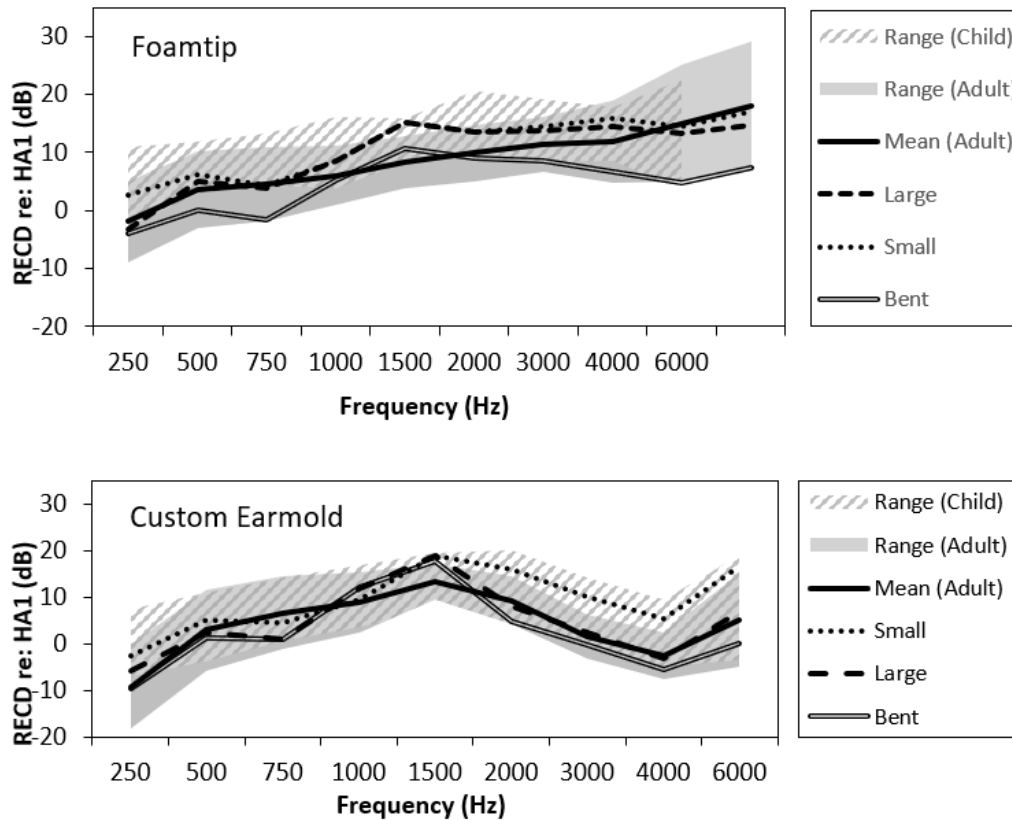 Foamtip
RECD re: HA1 (dB)
30
20
10
0
-10
-20
250 500 750 1000 1500 2000 3000 4000 6000
Frequency (Hz)
Range (Child)
Range (Adult)
Mean (Adult)
Large
Small
Bent
Custom Earmold
RECD re: HA1 (dB)
30
20
10
0
-10
-20
250 500 750 1000 1500 2000 3000 4000 6000
Frequency (Hz)
Range (Child)
Range (Adult)
Mean (Adult)
Small
Large
Bent